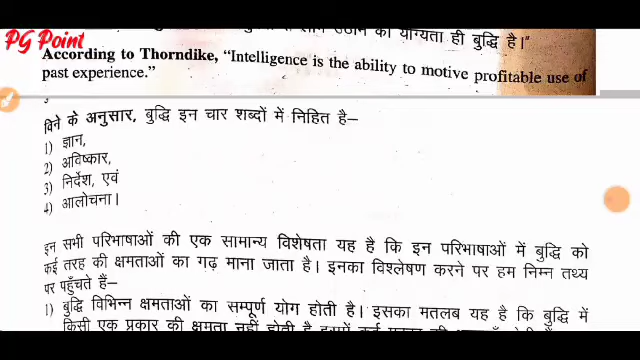 PG Point
का योग्यता ही बुद्धि है।"
According to Thorndike, "Intelligence is the ability to motive profitable use of
past experience."
विने के अनुसार, बुद्धि इन चार शब्दों में निहित है–
1) ज्ञान,
2) अविष्कार,
3) निर्देश, एवं
4) आलोचना।
इन सभी परिभाषाओं की एक सामान्य विशेषता यह है कि इन परिभाषाओं में बुद्धि को
कई तरह की क्षमताओं का गढ़ माना जाता है। इनका विश्लेषण करने पर हम निम्न तथ्य
पर पहुँचते हैं–
1) बुद्धि विभिन्न क्षमताओं का सम्पूर्ण योग होती है। इसका मतलब यह है कि बुद्धि में
किसी एक प्रकार की क्षमता नहीं होती है